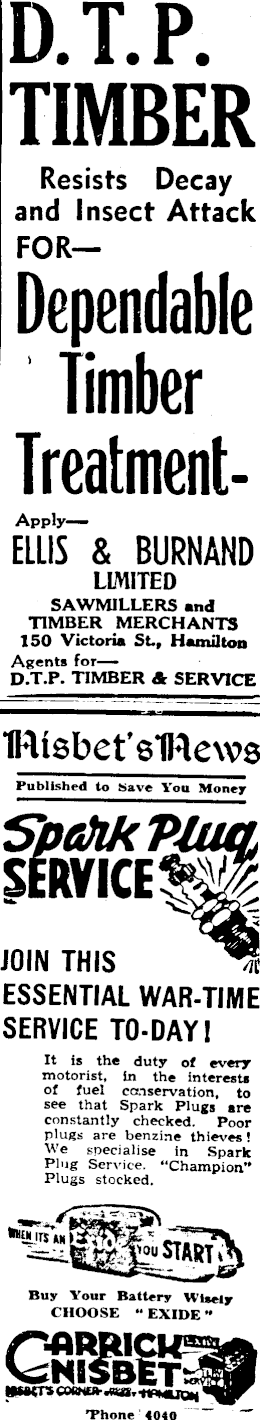 D. T. P.
TIMBER
Resists Decay
and Insect Attack
FOR—
Dependable
Timber
Treatment-
Apply—
ELLIS & BURNAND
LIMITED
SAWMILLERS and
TIMBER MERCHANTS
150 Victoria St., Hamilton
Agents for—
D.T.P. TIMBER & SERVICE
Nisbet's News
Published to Save You Money
Spark Plug
SERVICE
JOIN THIS
ESSENTIAL WAR-TIME
SERVICE TO-DAY!
It is the duty of every
motorist, in the interests
of fuel conservation, to
see that Spark Plugs are
constantly checked. Poor
plugs are benzine thieves!
We specialise in Spark
Plug Service. "Champion"
Plugs stocked.
WHEN ITS AN YOU START
Buy Your Battery Wisely
CHOOSE "EXIDE"
CARRICK
NISBET
NISBET'S CORNER HAMILTON
'Phone 4040